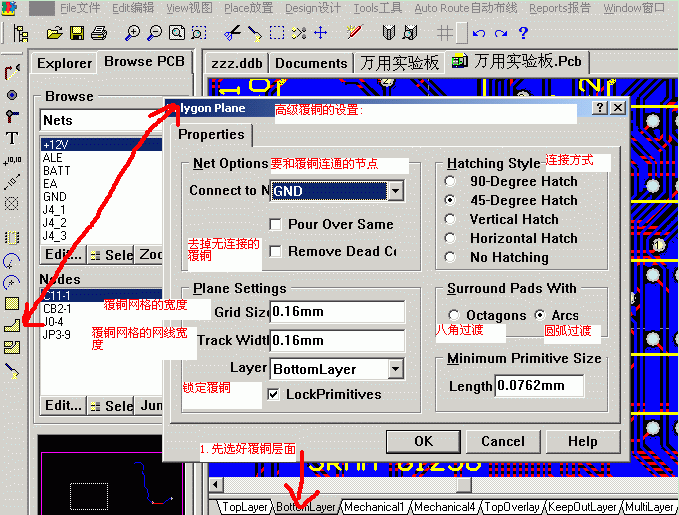 File文件 Edit编辑 View视图 Place放置 Design设计 Tools工具 Auto Route自动布线 Reports报告 Window窗口
Explorer Browse PCB
zzz.ddb Documents 万用实验板 万用实验板.Pcb
Browse
Nets
+12V
ALE
BATT
EA
GND
J4_1
J4_2
J4_3
Edit... Sele Zoo
Nodes
C11-1
CB2-1
J0-4
JP3-9
Edit... Sele Jum
覆铜网格的宽度
覆铜网格的网线宽
度
T
+10,10
lygon Plane
高级覆铜的设置:
Properties
Net Options
要和覆铜连通的节点
Connect to N
GND
Pour Over Same
去掉无连接的
覆铜
Remove Dead Co
Hatching Style
连接方式
90-Degree Hatch
45-Degree Hatch
Vertical Hatch
Horizontal Hatch
No Hatching
Plane Settings
Grid Size
0.16mm
Track Width
0.16mm
Layer
BottomLayer
锁定覆铜
LockPrimitives
Surround Pads With
Octagons Arcs
八角过渡
圆弧过渡
Minimum Primitive Size
Length
0.0762mm
OK Cancel Help
1.先选好覆铜层面
TopLayer BottomLayer Mechanical1 Mechanical4 TopOverlay KeepOutLayer MultiLayer